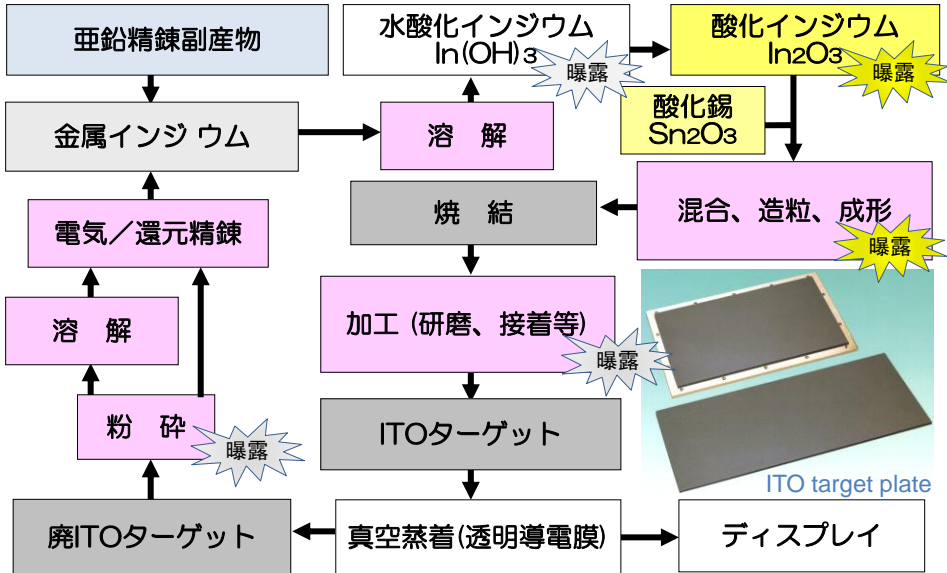 亜鉛精錬副産物
水酸化インジウム
In(OH)3
曝露
酸化インジウム
In2O3
曝露
酸化錫
Sn2O3
金属インジ ウム
溶 解
混合、造粒、成形
曝露
焼 結
電気／還元精錬
溶 解
加工 (研磨、接着等)
曝露
粉 砕
曝露
ITOターゲット
ITO target plate
廃ITOターゲット
真空蒸着(透明導電膜)
ディスプレイ